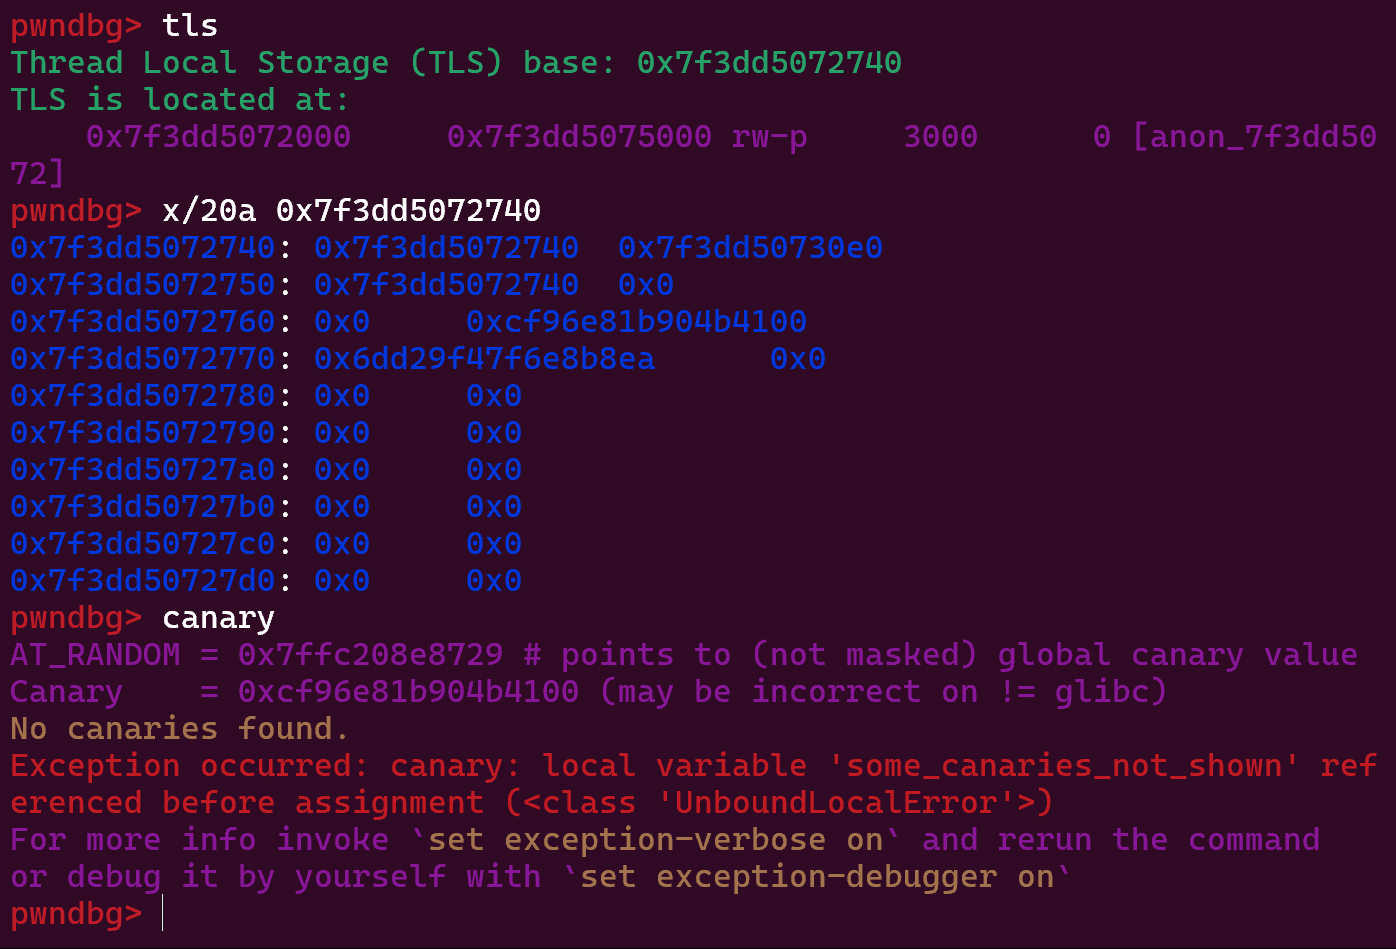 pwndbg> tls
Thread Local Storage (TLS) base: 0x7f3dd5072740
TLS is located at:
    0x7f3dd5072000     0x7f3dd5075000 rw-p     3000      0 [anon_7f3dd50
72]
pwndbg> x/20a 0x7f3dd5072740
0x7f3dd5072740: 0x7f3dd5072740  0x7f3dd50730e0
0x7f3dd5072750: 0x7f3dd5072740  0x0
0x7f3dd5072760: 0x0     0xcf96e81b904b4100
0x7f3dd5072770: 0x6dd29f47f6e8b8ea      0x0
0x7f3dd5072780: 0x0     0x0
0x7f3dd5072790: 0x0     0x0
0x7f3dd50727a0: 0x0     0x0
0x7f3dd50727b0: 0x0     0x0
0x7f3dd50727c0: 0x0     0x0
0x7f3dd50727d0: 0x0     0x0
pwndbg> canary
AT_RANDOM = 0x7ffc208e8729 # points to (not masked) global canary value
Canary    = 0xcf96e81b904b4100 (may be incorrect on != glibc)
No canaries found.
Exception occurred: canary: local variable 'some_canaries_not_shown' ref
erenced before assignment (<class 'UnboundLocalError'>)
For more info invoke `set exception-verbose on` and rerun the command
or debug it by yourself with `set exception-debugger on`
pwndbg>